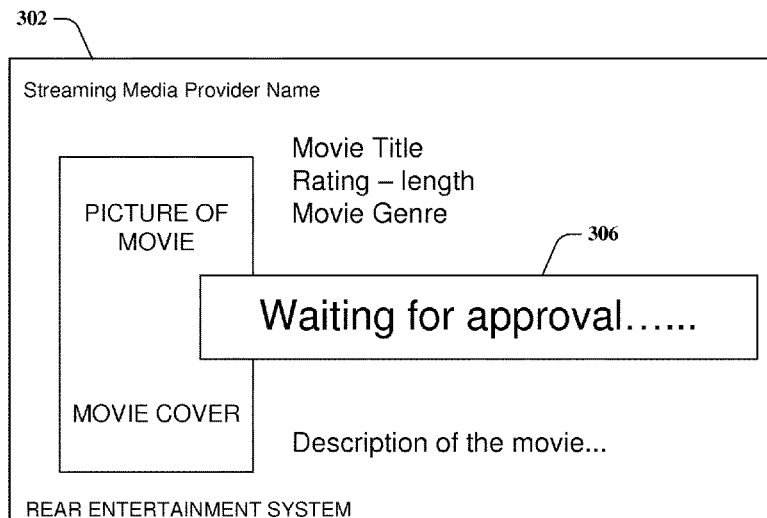 302
Streaming Media Provider Name
Movie Title
Rating – length
Movie Genre
PICTURE OF
MOVIE
306
Waiting for approval…...
MOVIE COVER
Description of the movie...
REAR ENTERTAINMENT SYSTEM